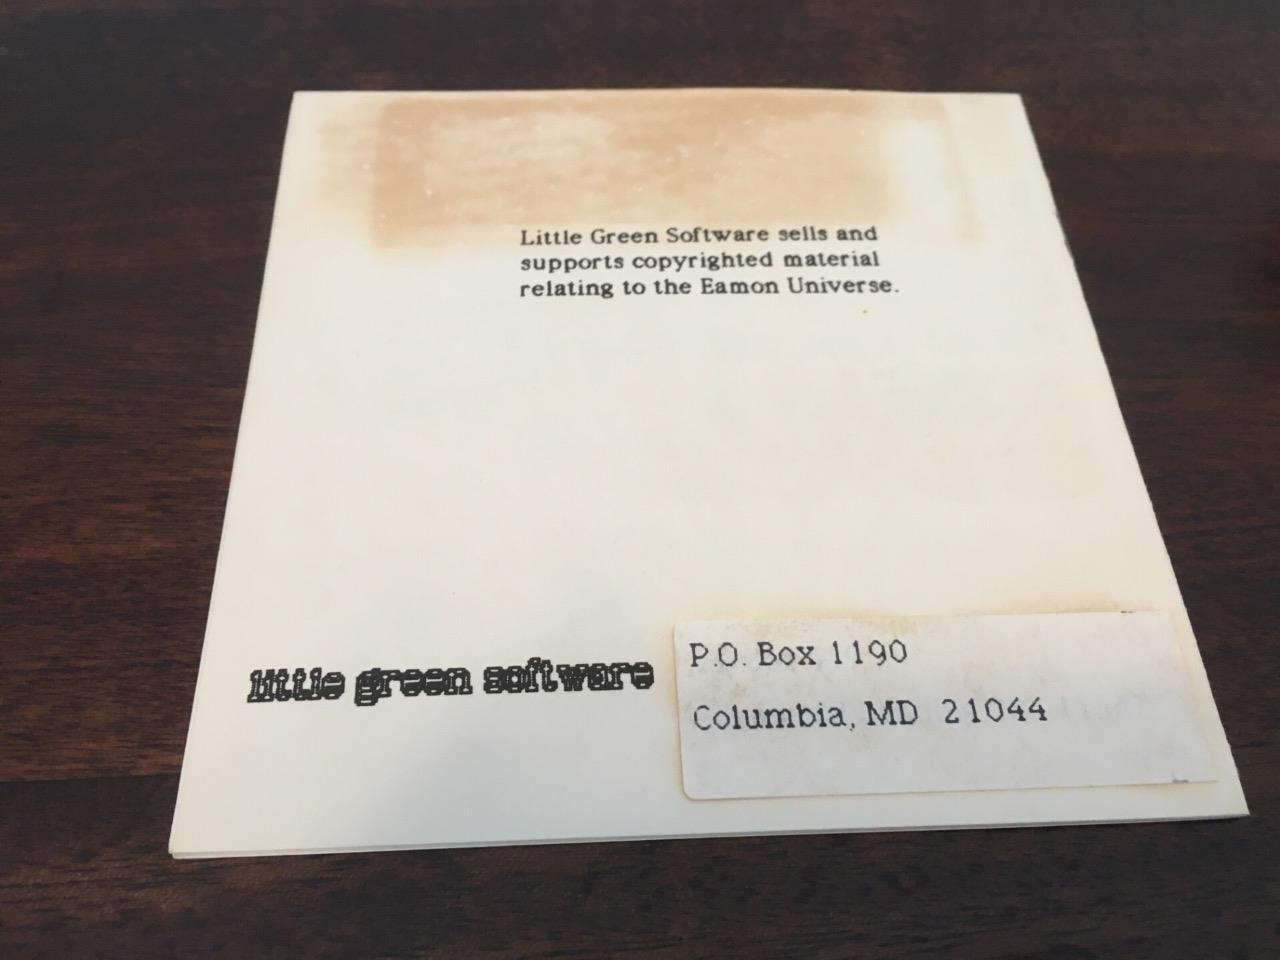 Little Green Software sells and
supports copyrighted material
relating to the Eamon Universe.
little green software
P.O. Box 1190
Columbia, MD 21044